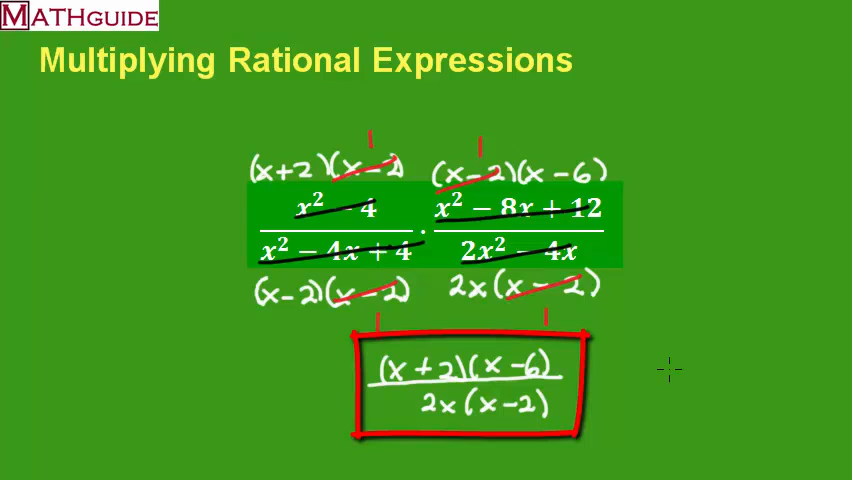 MATHGUIDE
Multiplying Rational Expressions
1 1
(x+2)(x-2) (x-2)(x-6)
x² - 4 x² - 8x + 12
·
x² - 4x + 4 2x² - 4x
(x-2)(x-2) 2x(x-2)
1 1
(x+2)(x-6)
2x(x-2)